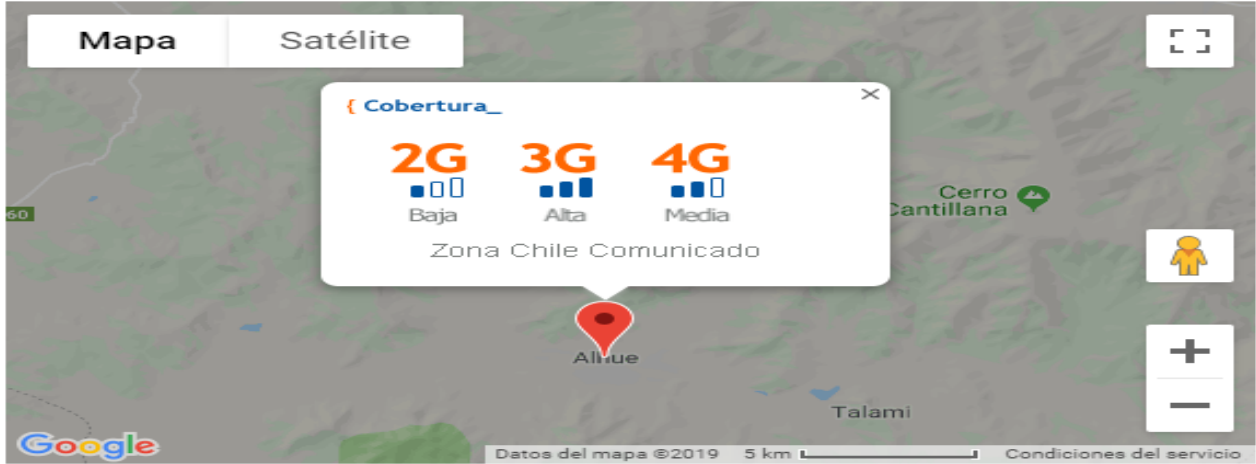 Mapa Satélite
{ Cobertura_
2G 3G 4G
Baja Alta Media
Zona Chile Comunicado
Cerro
Cantillana
60
Alhue
Talami
Google
Datos del mapa ©2019 5 km Condiciones del servicio